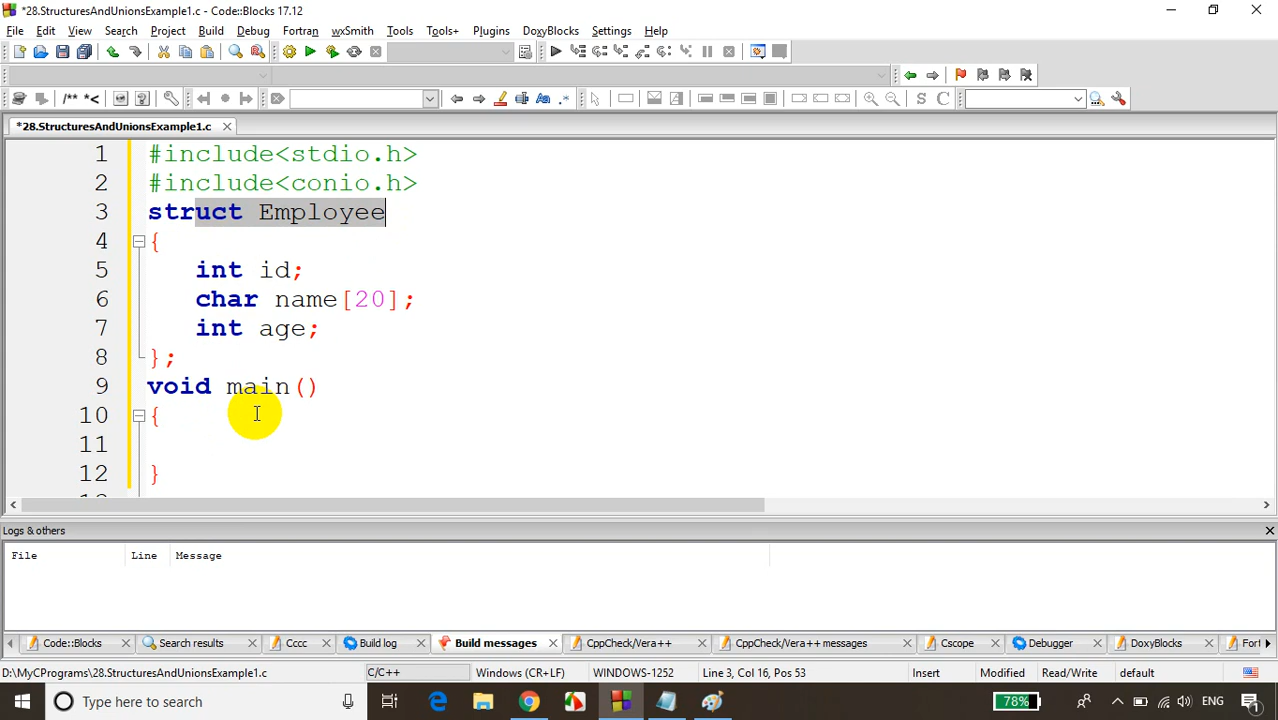 *28.StructuresAndUnionsExample1.c - Code::Blocks 17.12
File Edit View Search Project Build Debug Fortran wxSmith Tools Tools+ Plugins DoxyBlocks Settings Help
/** *<
S C
*28.StructuresAndUnionsExample1.c
1 #include<stdio.h>
2 #include<conio.h>
3 struct Employee
4 {
5 int id;
6 char name[20];
7 int age;
8 };
9 void main()
10 {
11
12 }
Logs & others
File Line Message
Code::Blocks Search results Cccc Build log Build messages CppCheck/Vera++ CppCheck/Vera++ messages Cscope Debugger DoxyBlocks Fort
D:\MyCPrograms\28.StructuresAndUnionsExample1.c C/C++ Windows (CR+LF) WINDOWS-1252 Line 3, Col 16, Pos 53 Insert Modified Read/Write default
Type here to search 78% ENG